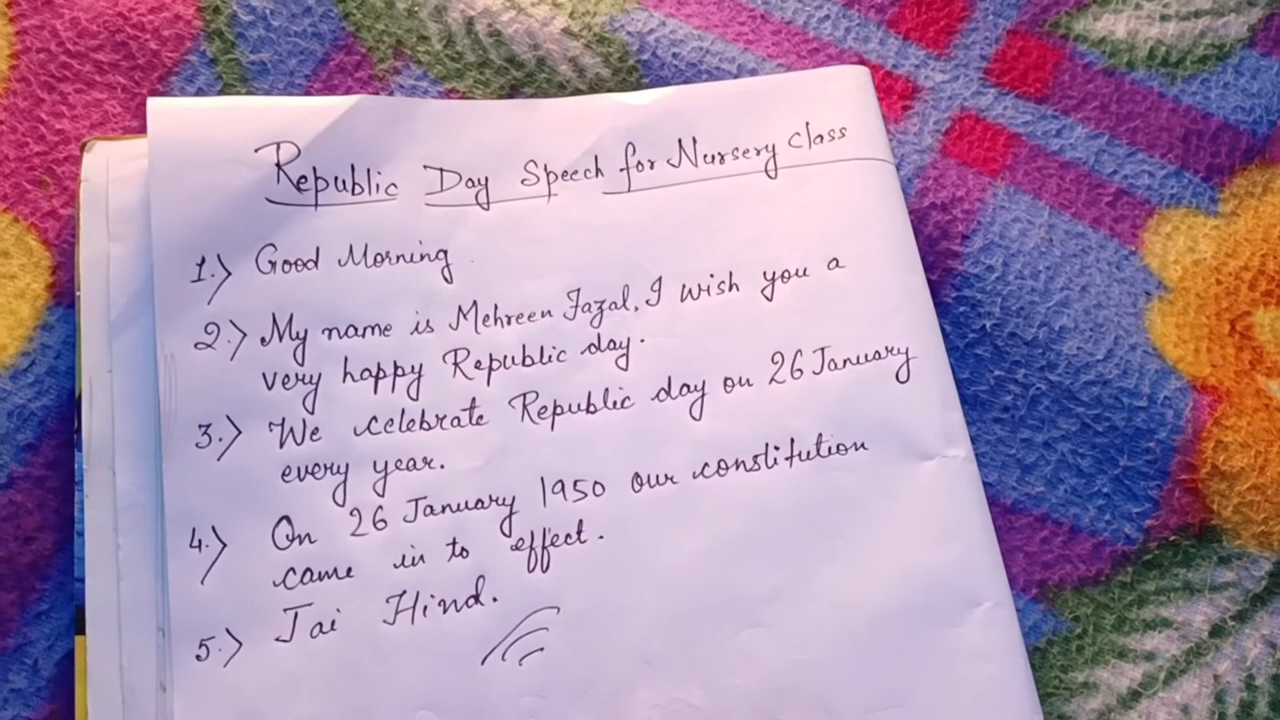 Republic Day Speech for Nursery Class
1.) Good Morning
2.) My name is Mehreen Fazal, I wish you a
very happy Republic day.
3.) We celebrate Republic day on 26 January
every year.
4.) On 26 January 1950 our constitution
came in to effect.
5.) Jai Hind.